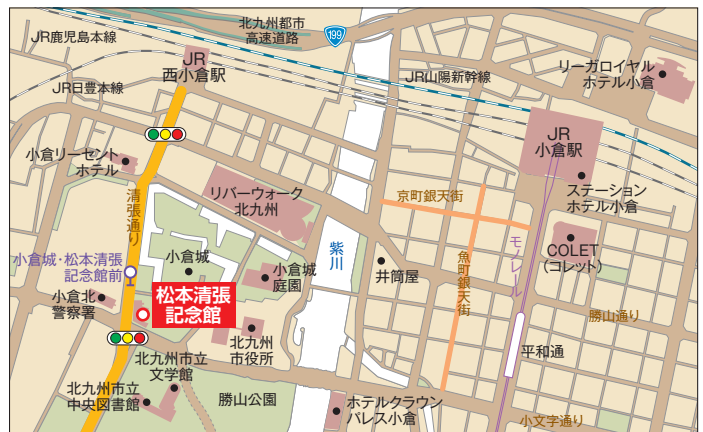 北九州都市
高速道路
199
JR鹿児島本線
JR
西小倉駅
JR山陽新幹線
リーガロイヤル
ホテル小倉
JR日豊本線
JR
小倉駅
小倉リーセント
ホテル
清張通り
リバーウォーク
北九州
京町銀天街
ステーション
ホテル小倉
紫川
魚町銀天街
モノレール
COLET
(コレット)
小倉城・松本清張
記念館前
小倉城
小倉城
庭園
井筒屋
小倉北
警察署
松本清張
記念館
勝山通り
北九州
市役所
平和通
北九州市立
文学館
北九州市立
中央図書館
勝山公園
ホテルクラウン
パレス小倉
小文字通り